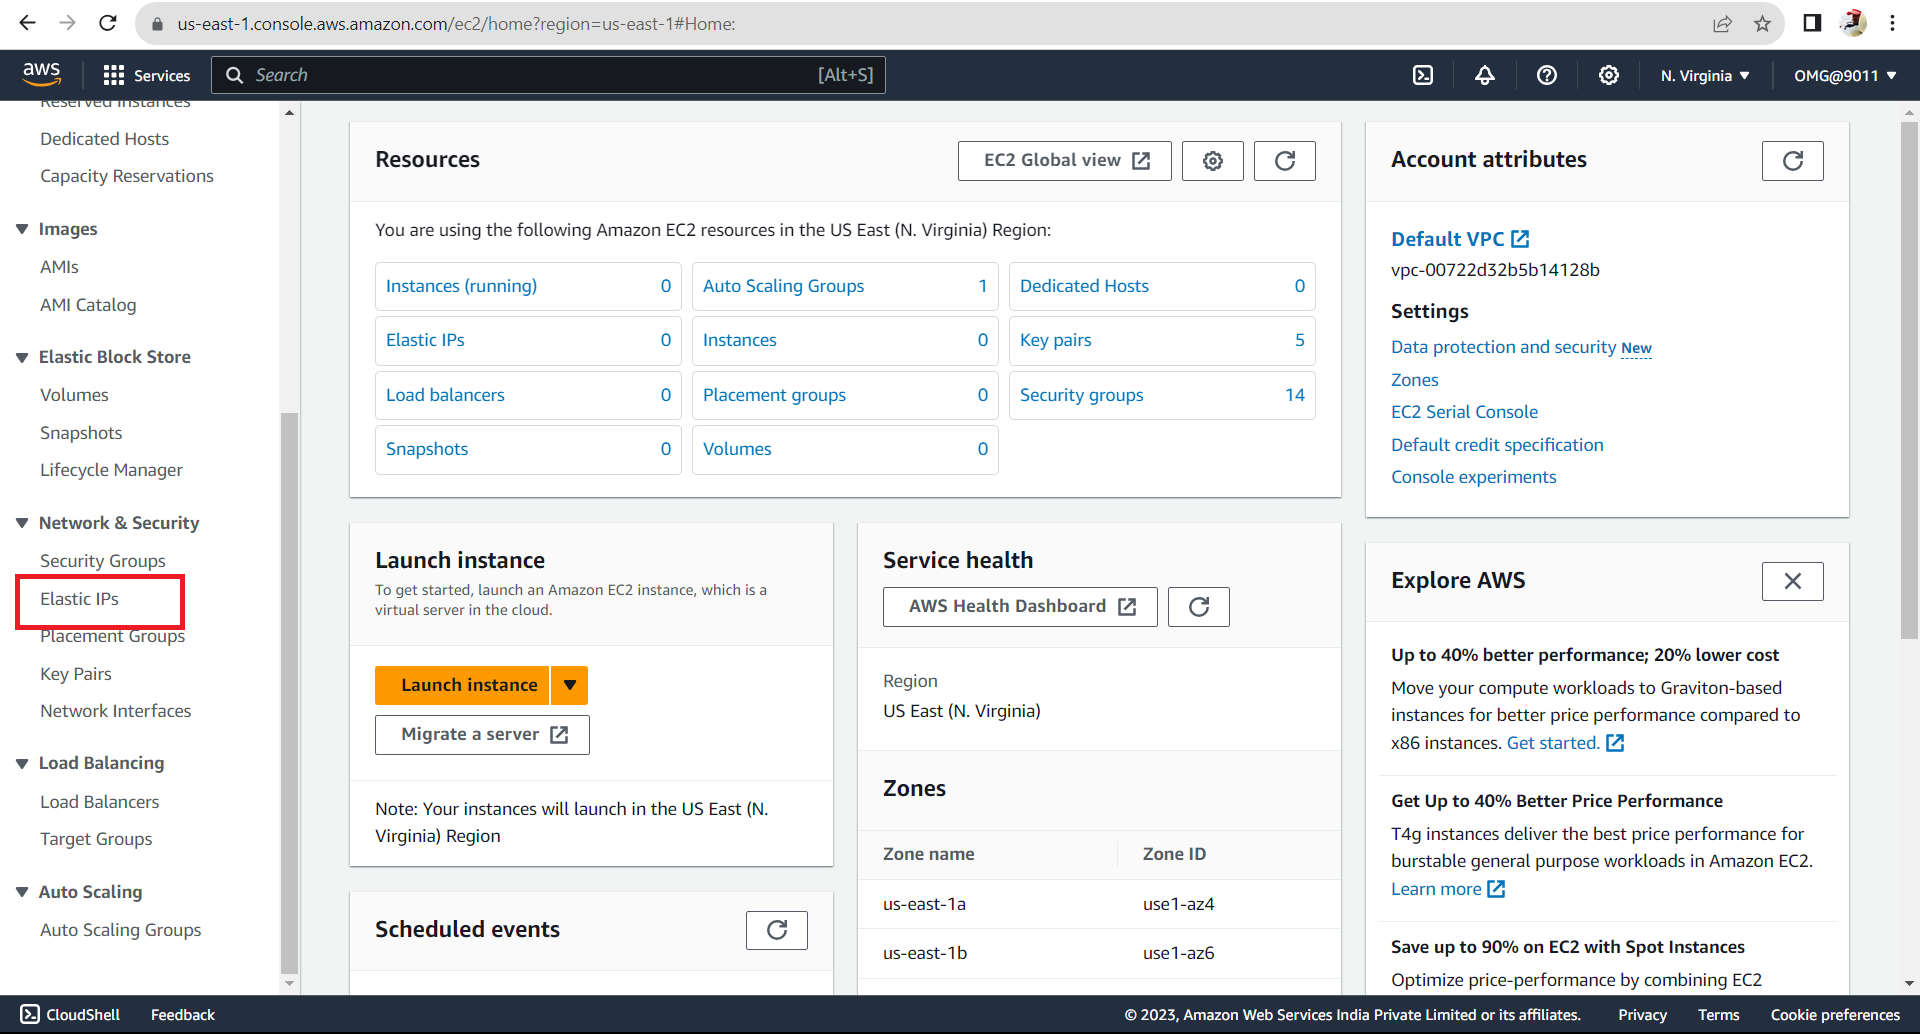 us-east-1.console.aws.amazon.com/ec2/home?region=us-east-1#Home:
aws
Services
Search
[Alt+S]
N. Virginia
OMG@9011
Reserved Instances
Dedicated Hosts
Capacity Reservations
Images
AMIs
AMI Catalog
Elastic Block Store
Volumes
Snapshots
Lifecycle Manager
Network & Security
Security Groups
Elastic IPs
Placement Groups
Key Pairs
Network Interfaces
Load Balancing
Load Balancers
Target Groups
Auto Scaling
Auto Scaling Groups
Resources
EC2 Global view
You are using the following Amazon EC2 resources in the US East (N. Virginia) Region:
Instances (running) 0
Auto Scaling Groups 1
Dedicated Hosts 0
Elastic IPs 0
Instances 0
Key pairs 5
Load balancers 0
Placement groups 0
Security groups 14
Snapshots 0
Volumes 0
Launch instance
To get started, launch an Amazon EC2 instance, which is a
virtual server in the cloud.
Launch instance
Migrate a server
Note: Your instances will launch in the US East (N.
Virginia) Region
Scheduled events
Service health
AWS Health Dashboard
Region
US East (N. Virginia)
Zones
Zone name Zone ID
us-east-1a use1-az4
us-east-1b use1-az6
Account attributes
Default VPC
vpc-00722d32b5b14128b
Settings
Data protection and security New
Zones
EC2 Serial Console
Default credit specification
Console experiments
Explore AWS
Up to 40% better performance; 20% lower cost
Move your compute workloads to Graviton-based
instances for better price performance compared to
x86 instances. Get started.
Get Up to 40% Better Price Performance
T4g instances deliver the best price performance for
burstable general purpose workloads in Amazon EC2.
Learn more
Save up to 90% on EC2 with Spot Instances
Optimize price-performance by combining EC2
CloudShell
Feedback
© 2023, Amazon Web Services India Private Limited or its affiliates.
Privacy
Terms
Cookie preferences